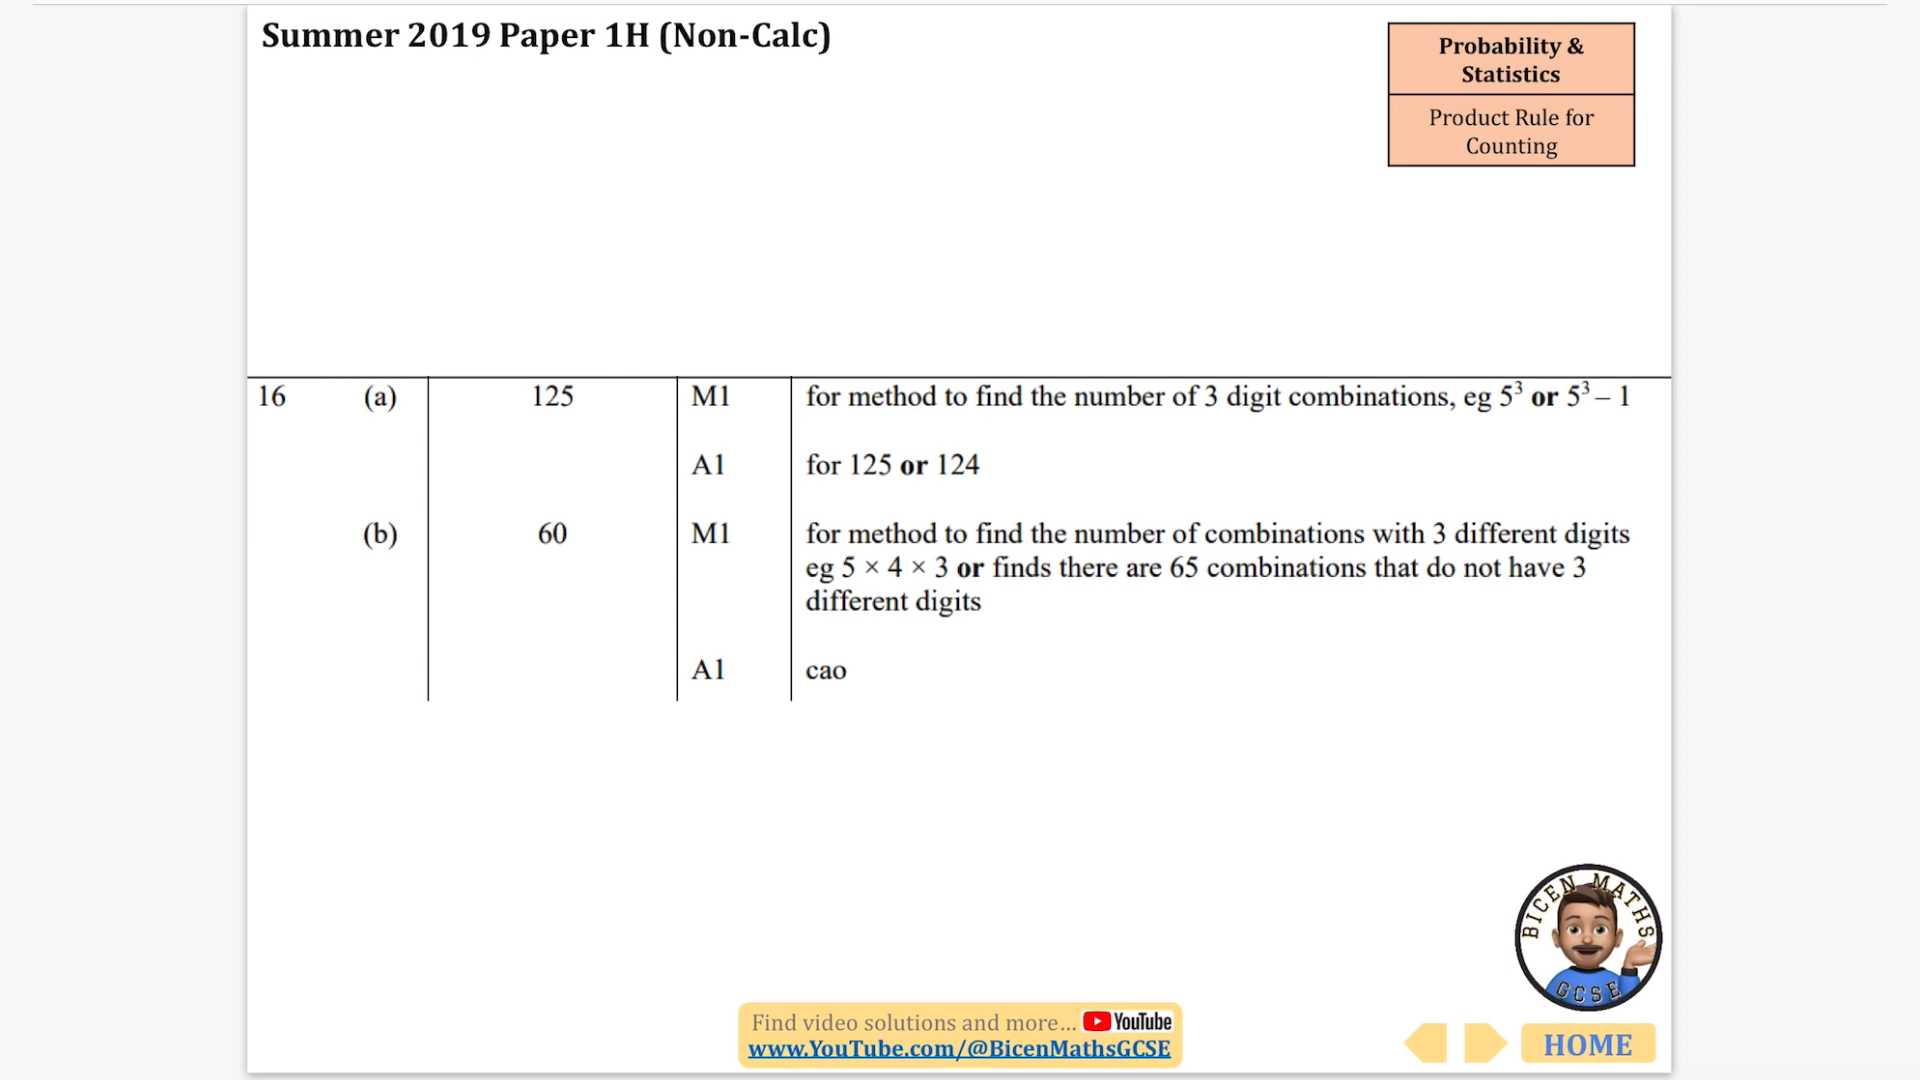 Summer 2019 Paper 1H (Non-Calc)
Probability &
Statistics
Product Rule for
Counting
16 (a) 125 M1 for method to find the number of 3 digit combinations, eg 5³ or 5³ – 1
A1 for 125 or 124
(b) 60 M1 for method to find the number of combinations with 3 different digits
eg 5 × 4 × 3 or finds there are 65 combinations that do not have 3
different digits
A1 cao
BICEN MATHS
GCSE
Find video solutions and more... YouTube
www.YouTube.com/@BicenMathsGCSE
HOME